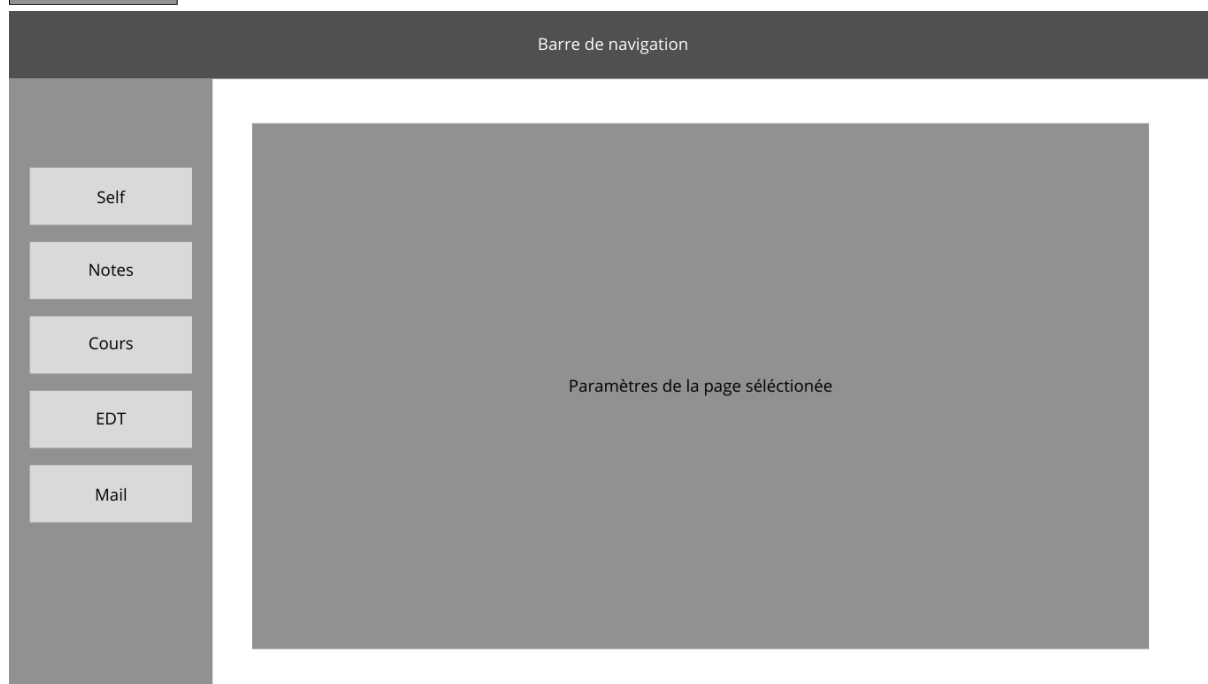 Barre de navigation
Self
Notes
Cours
EDT
Mail
Paramètres de la page séléctionée